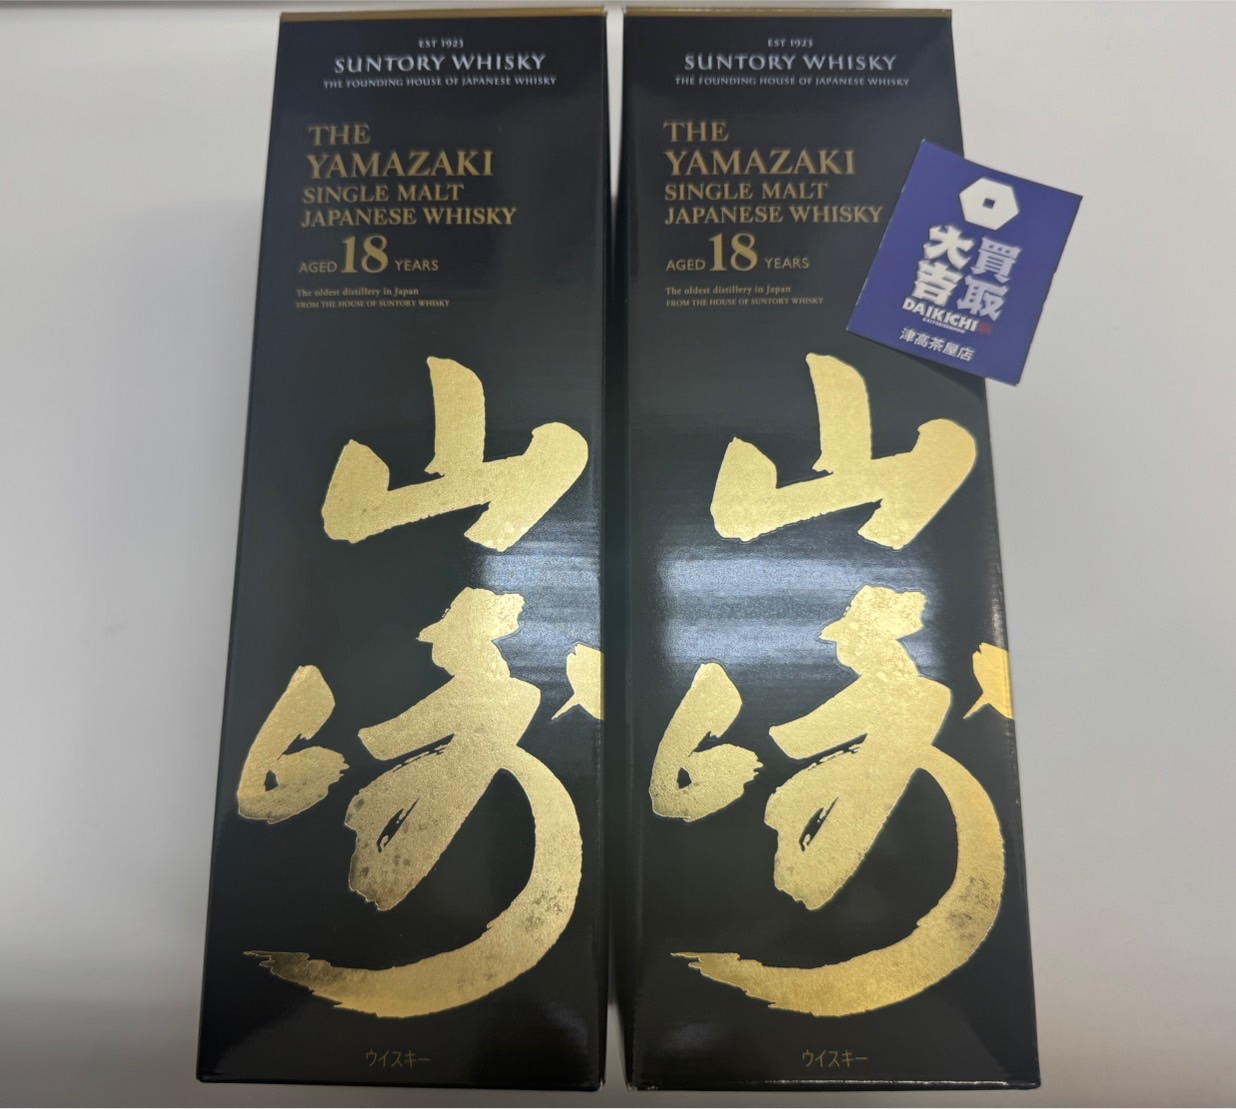 EST 1923
SUNTORY WHISKY
THE FOUNDING HOUSE OF JAPANESE WHISKY
THE
YAMAZAKI
SINGLE MALT
JAPANESE WHISKY
AGED 18 YEARS
The oldest distillery in Japan
FROM THE HOUSE OF SUNTORY WHISKY
山崎
ウイスキー
EST 1923
SUNTORY WHISKY
THE FOUNDING HOUSE OF JAPANESE WHISKY
THE
YAMAZAKI
SINGLE MALT
JAPANESE WHISKY
AGED 18 YEARS
The oldest distillery in Japan
FROM THE HOUSE OF SUNTORY WHISKY
山崎
ウイスキー
買取
大吉
DAIKICHI
津高茶屋店